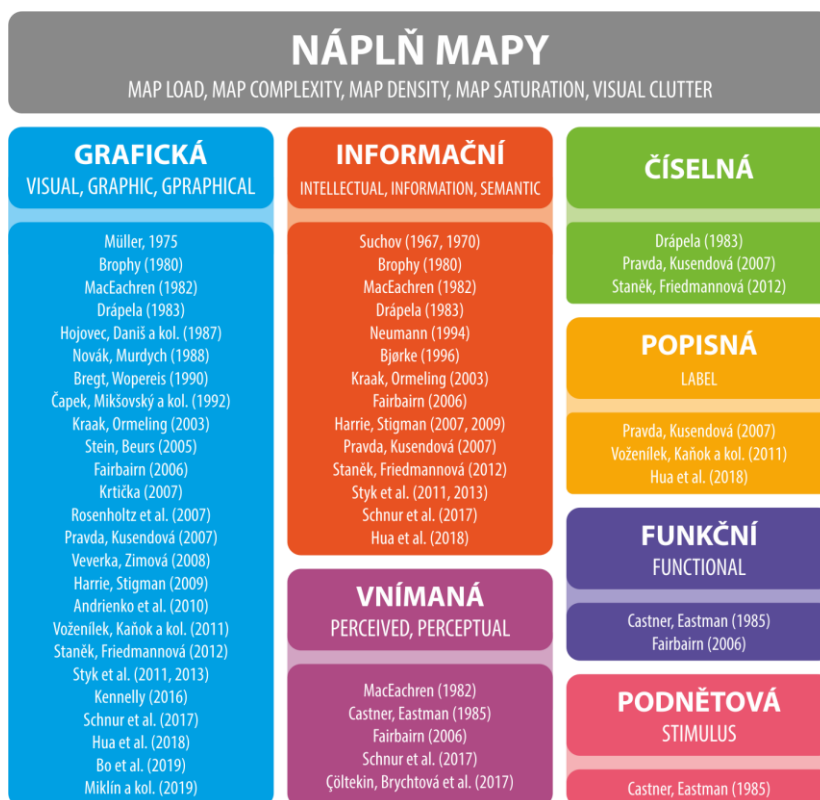 NÁPLŇ MAPY
MAP LOAD, MAP COMPLEXITY, MAP DENSITY, MAP SATURATION, VISUAL CLUTTER
GRAFICKÁ
VISUAL, GRAPHIC, GPRAPHICAL
Müller, 1975
Brophy (1980)
MacEachren (1982)
Drápela (1983)
Hojovec, Daniš a kol. (1987)
Novák, Murdych (1988)
Bregt, Wopereis (1990)
Čapek, Mikšovský a kol. (1992)
Kraak, Ormeling (2003)
Stein, Beurs (2005)
Fairbairn (2006)
Krtička (2007)
Rosenholtz et al. (2007)
Pravda, Kusendová (2007)
Veverka, Zimová (2008)
Harrie, Stigman (2009)
Andrienko et al. (2010)
Voženílek, Kaňok a kol. (2011)
Staněk, Friedmannová (2012)
Styk et al. (2011, 2013)
Kennelly (2016)
Schnur et al. (2017)
Hua et al. (2018)
Bo et al. (2019)
Miklín a kol. (2019)
INFORMAČNÍ
INTELLECTUAL, INFORMATION, SEMANTIC
Suchov (1967, 1970)
Brophy (1980)
MacEachren (1982)
Drápela (1983)
Neumann (1994)
Bjørke (1996)
Kraak, Ormeling (2003)
Fairbairn (2006)
Harrie, Stigman (2007, 2009)
Pravda, Kusendová (2007)
Staněk, Friedmannová (2012)
Styk et al. (2011, 2013)
Schnur et al. (2017)
Hua et al. (2018)
VNÍMANÁ
PERCEIVED, PERCEPTUAL
MacEachren (1982)
Castner, Eastman (1985)
Fairbairn (2006)
Schnur et al. (2017)
Çöltekin, Brychtová et al. (2017)
ČÍSELNÁ
Drápela (1983)
Pravda, Kusendová (2007)
Staněk, Friedmannová (2012)
POPISNÁ
LABEL
Pravda, Kusendová (2007)
Voženílek, Kaňok a kol. (2011)
Hua et al. (2018)
FUNKČNÍ
FUNCTIONAL
Castner, Eastman (1985)
Fairbairn (2006)
PODNĚTOVÁ
STIMULUS
Castner, Eastman (1985)